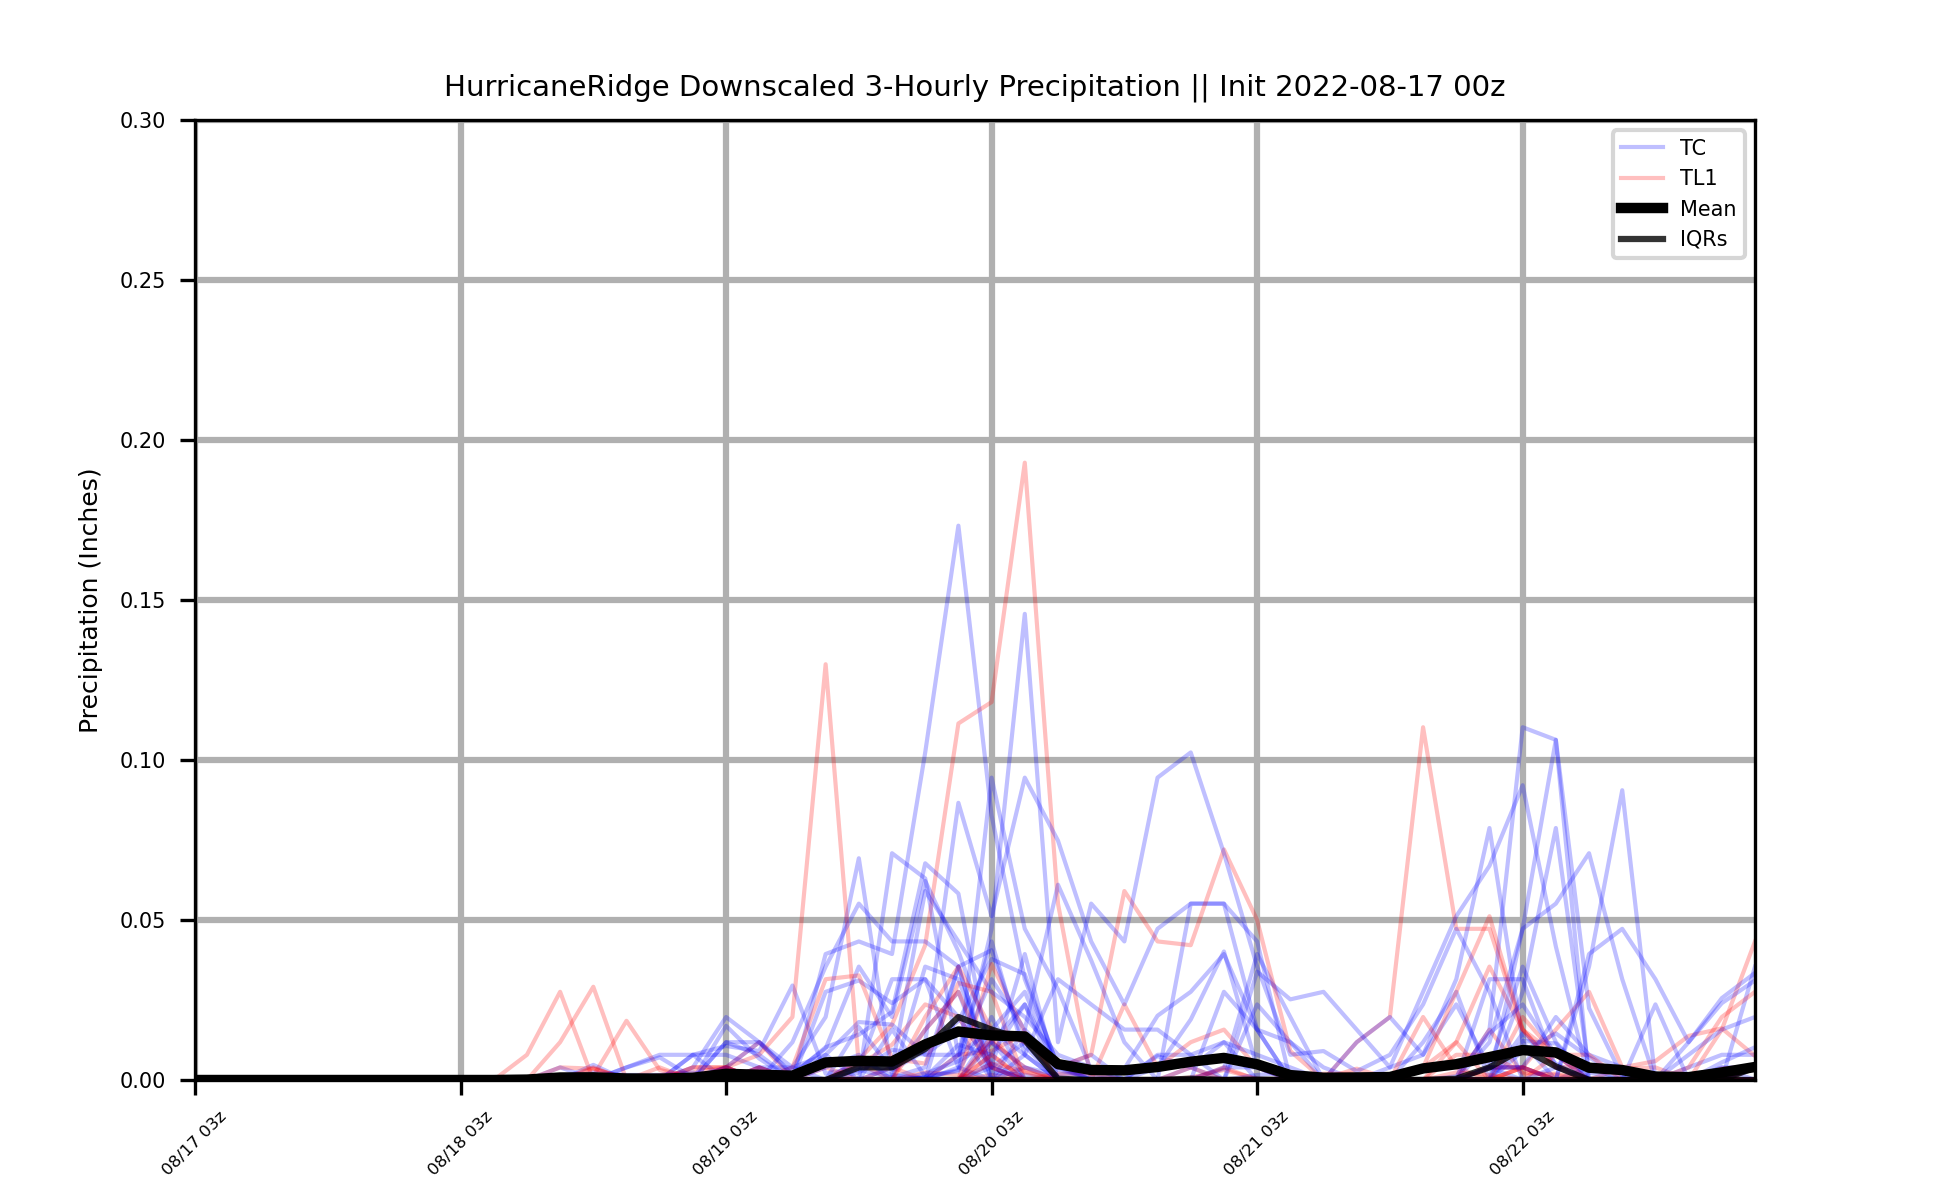 HurricaneRidge Downscaled 3-Hourly Precipitation || Init 2022-08-17 00z
Precipitation (Inches)
0.30
0.25
0.20
0.15
0.10
0.05
0.00
TC
TL1
Mean
IQRs
08/17 03z
08/18 03z
08/19 03z
08/20 03z
08/21 03z
08/22 03z